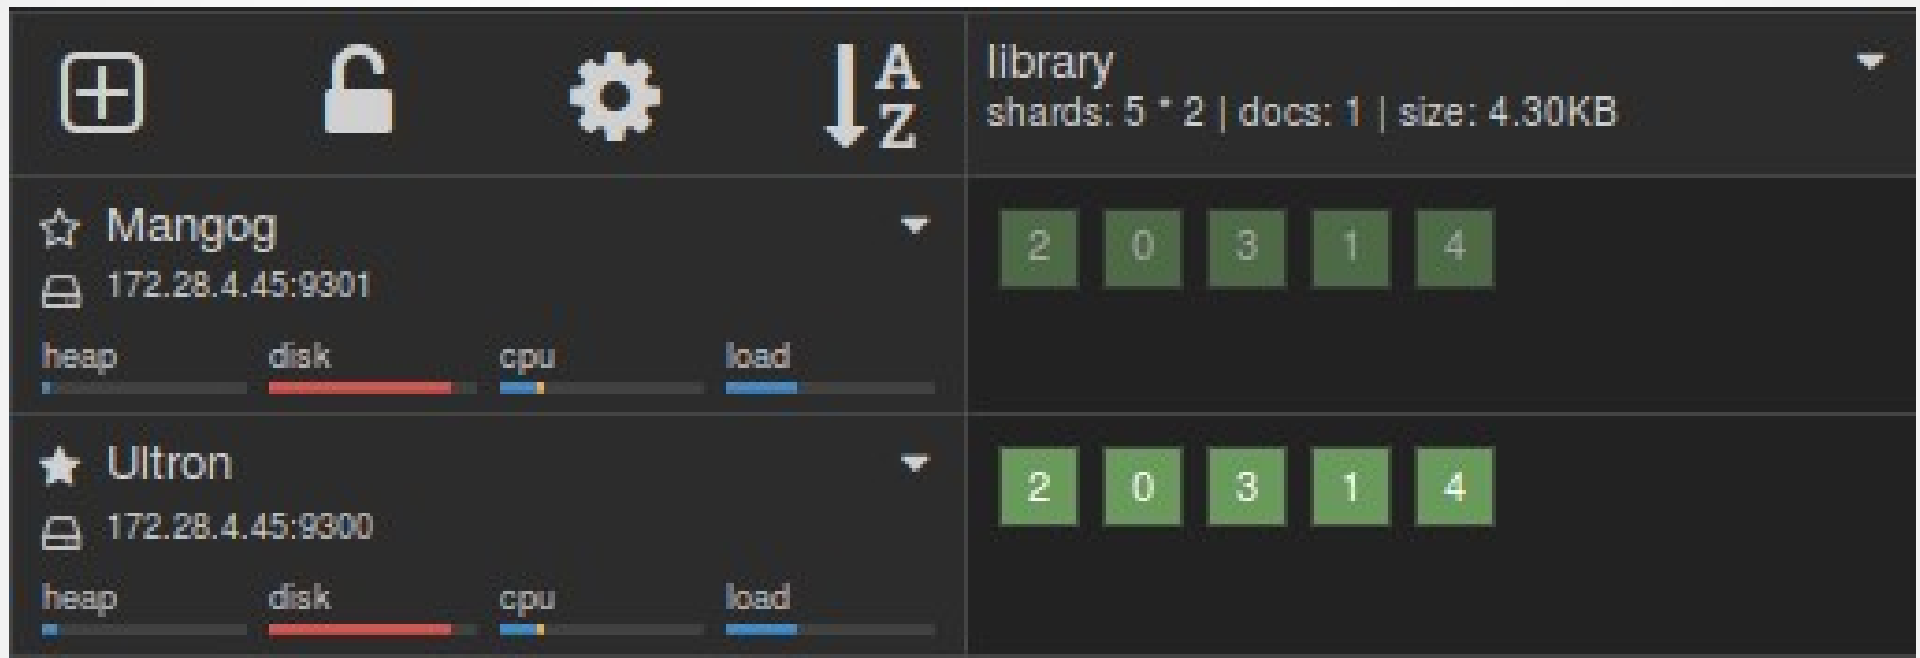 A
Z
library
shards: 5 * 2 | docs: 1 | size: 4.30KB
Mangog
172.28.4.45:9301
heap disk cpu load
2 0 3 1 4
Ultron
172.28.4.45:9300
heap disk cpu load
2 0 3 1 4